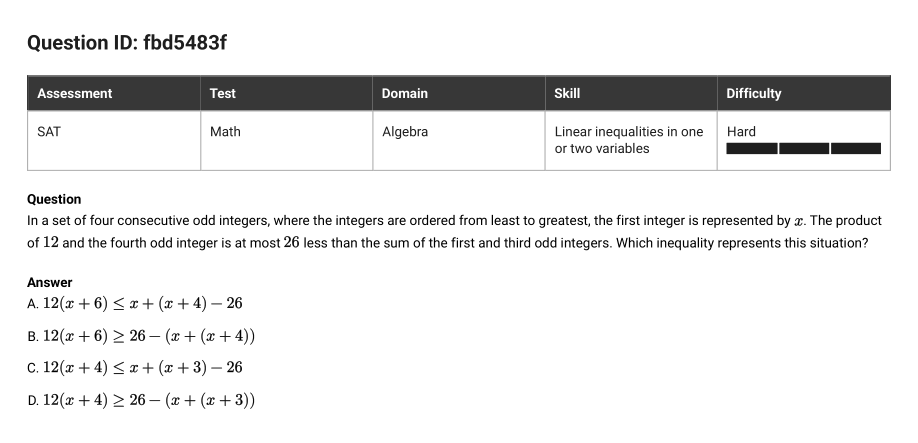 Question ID: fbd5483f
Assessment Test Domain Skill Difficulty
SAT Math Algebra Linear inequalities in one or two variables Hard
Question
In a set of four consecutive odd integers, where the integers are ordered from least to greatest, the first integer is represented by x. The product
of 12 and the fourth odd integer is at most 26 less than the sum of the first and third odd integers. Which inequality represents this situation?
Answer
A. 12(x + 6) ≤ x + (x + 4) − 26
B. 12(x + 6) ≥ 26 − (x + (x + 4))
C. 12(x + 4) ≤ x + (x + 3) − 26
D. 12(x + 4) ≥ 26 − (x + (x + 3))